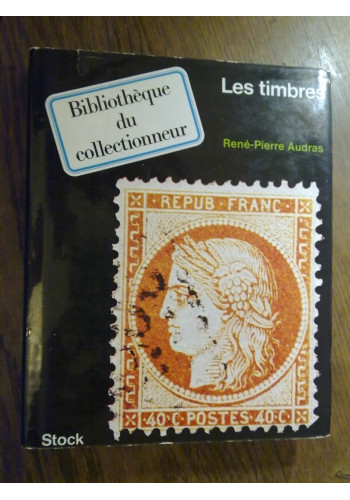 Bibliothèque
du
collectionneur
Les timbres
René-Pierre Audras
REPUB. FRANC.
40·C·POSTES·40·C.
Stock